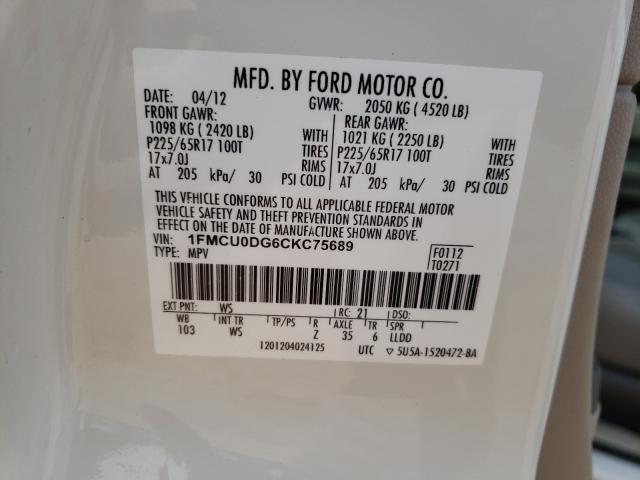 MFD. BY FORD MOTOR CO.
DATE: 04/12 GVWR: 2050 KG ( 4520 LB)
FRONT GAWR: REAR GAWR:
1098 KG ( 2420 LB) WITH 1021 KG ( 2250 LB) WITH
P225/65R17 100T TIRES P225/65R17 100T TIRES
17x7.0J RIMS 17x7.0J RIMS
AT 205 kPa/ 30 PSI COLD AT 205 kPa/ 30 PSI COLD
THIS VEHICLE CONFORMS TO ALL APPLICABLE FEDERAL MOTOR
VEHICLE SAFETY AND THEFT PREVENTION STANDARDS IN
EFFECT ON THE DATE OF MANUFACTURE SHOWN ABOVE.
VIN: 1FMCU0DG6CKC75689 F0112
TYPE: MPV T0271
EXT PNT: WS RC: 21 DSO:
WB INT TR TP/PS R AXLE TR SPR
103 WS Z 35 6 LLDD
1201204024125 UTC ▽ 5U5A-1520472-BA